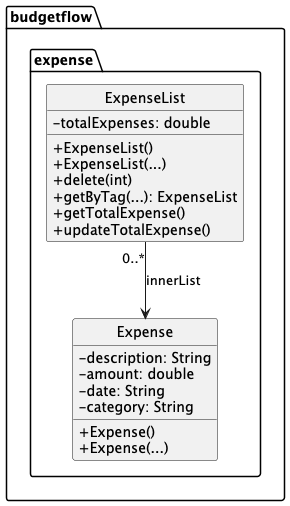 budgetflow
expense
ExpenseList
-totalExpenses: double
+ExpenseList()
+ExpenseList(...)
+delete(int)
+getByTag(...): ExpenseList
+getTotalExpense()
+updateTotalExpense()
0..*
innerList
Expense
-description: String
-amount: double
-date: String
-category: String
+Expense()
+Expense(...)